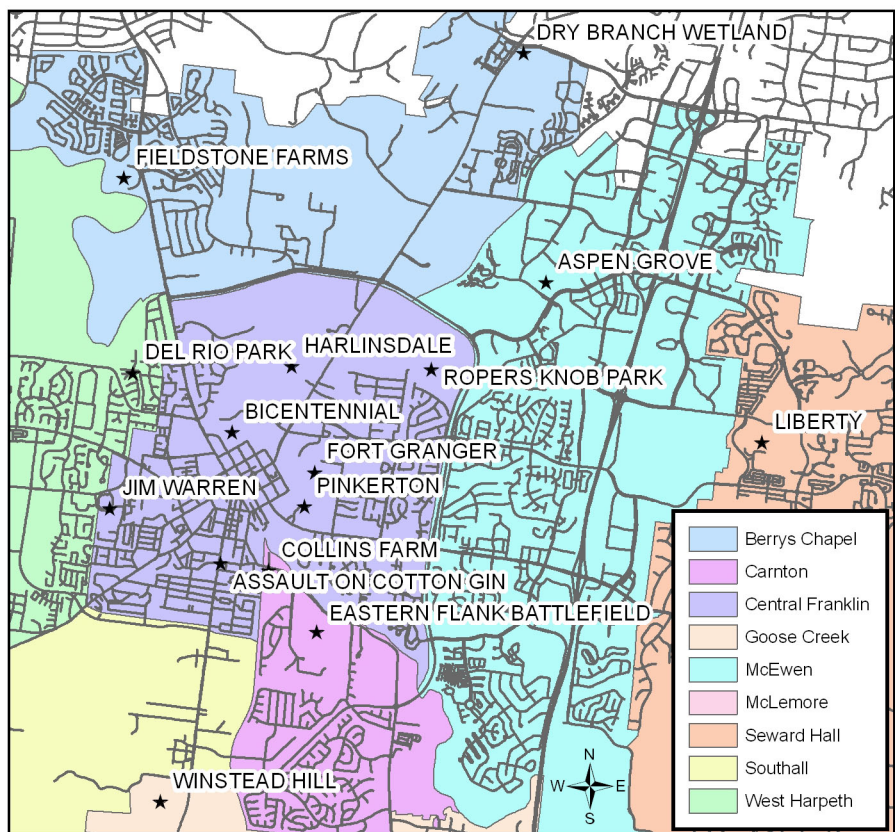 DRY BRANCH WETLAND
FIELDSTONE FARMS
ASPEN GROVE
DEL RIO PARK
HARLINSDALE
ROPERS KNOB PARK
BICENTENNIAL
LIBERTY
FORT GRANGER
JIM WARREN
PINKERTON
COLLINS FARM
ASSAULT ON COTTON GIN
EASTERN FLANK BATTLEFIELD
WINSTEAD HILL
Berrys Chapel
Carnton
Central Franklin
Goose Creek
McEwen
McLemore
Seward Hall
Southall
West Harpeth
N
W E
S